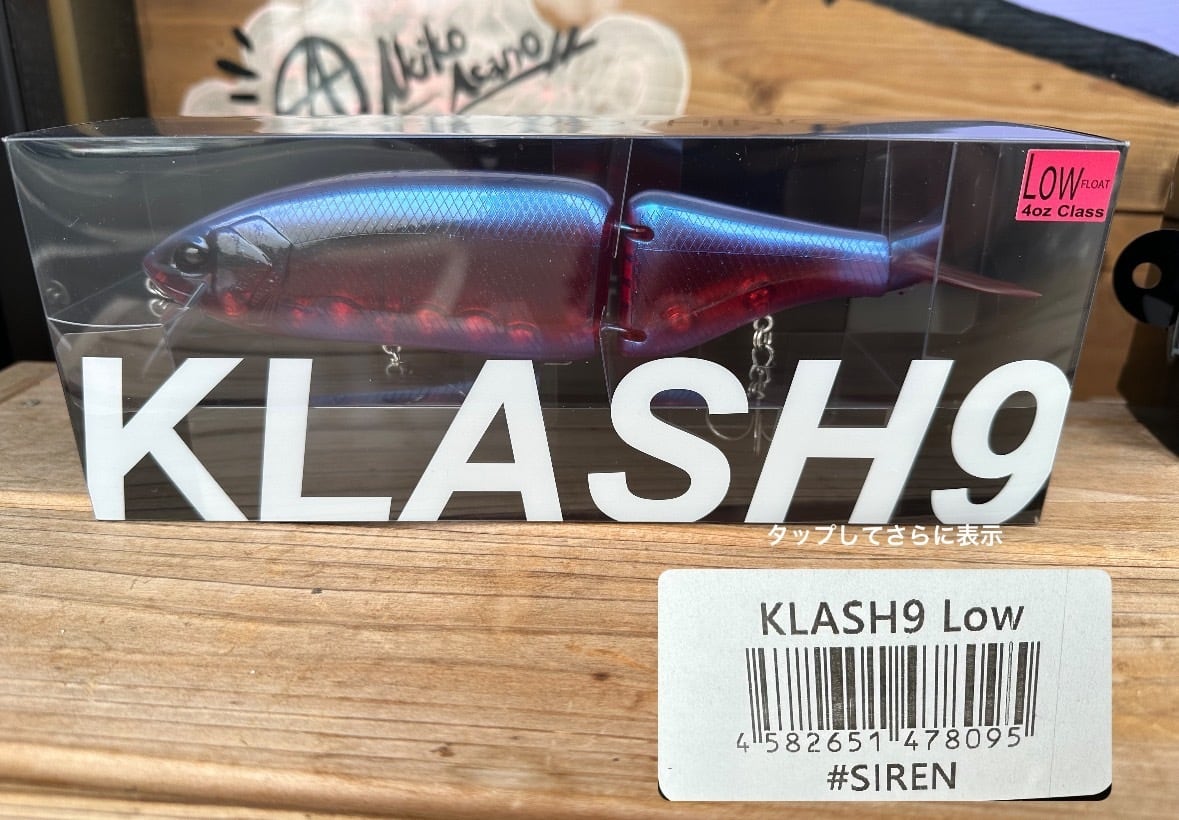 Akiko
Asano
LOW FLOAT
4oz Class
KLASH9
タップしてさらに表示
KLASH9 Low
4 582651 478095
#SIREN